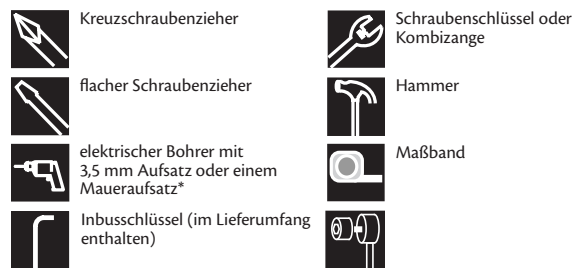 Kreuzschraubenzieher
flacher Schraubenzieher
elektrischer Bohrer mit
3,5 mm Aufsatz oder einem
Maueraufsatz*
Inbusschlüssel (im Lieferumfang
enthalten)
Schraubenschlüssel oder
Kombizange
Hammer
Maßband